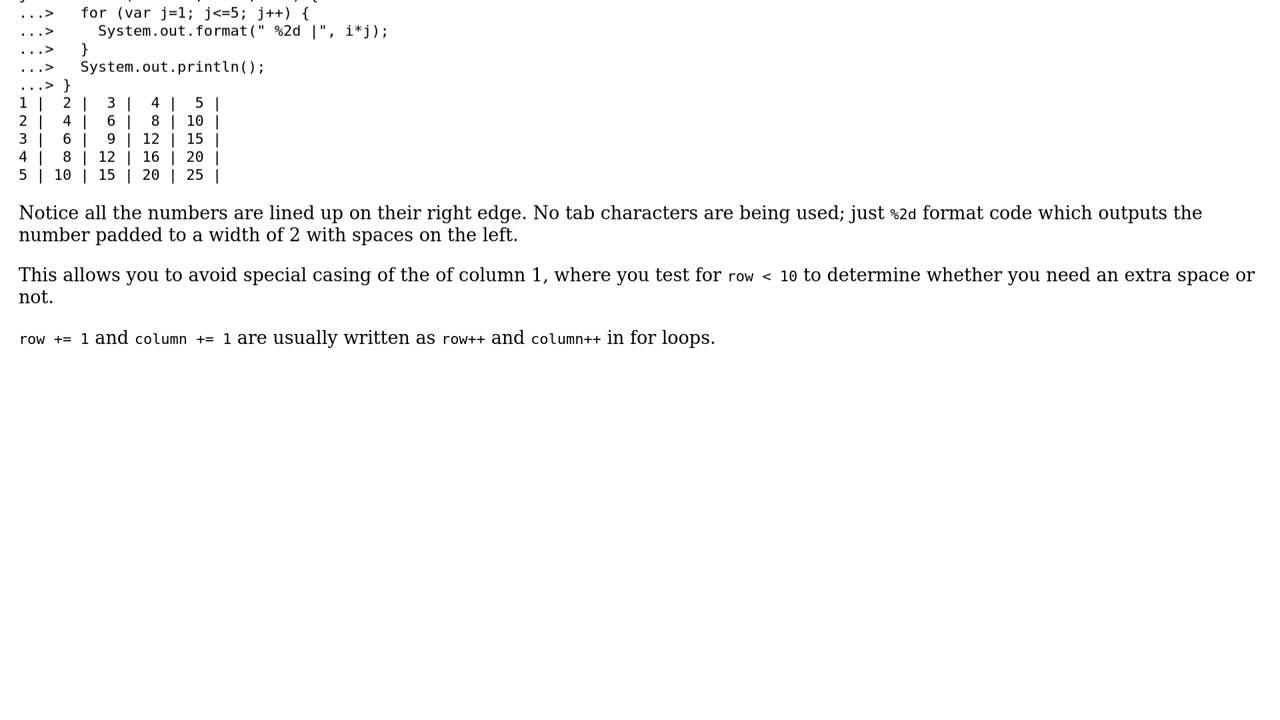 ...>   for (var j=1; j<=5; j++) {
...>     System.out.format(" %2d |", i*j);
...>   }
...>   System.out.println();
...> }
1 |  2 |  3 |  4 |  5 |
2 |  4 |  6 |  8 | 10 |
3 |  6 |  9 | 12 | 15 |
4 |  8 | 12 | 16 | 20 |
5 | 10 | 15 | 20 | 25 |
Notice all the numbers are lined up on their right edge. No tab characters are being used; just %2d format code which outputs the
number padded to a width of 2 with spaces on the left.
This allows you to avoid special casing of the of column 1, where you test for row < 10 to determine whether you need an extra space or
not.
row += 1 and column += 1 are usually written as row++ and column++ in for loops.